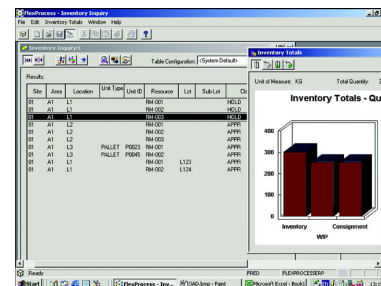 FlexProcess - Inventory Inquiry
File Edit Inventory Totals Window Help
Inventory Inquiry:1
Table Configuration: <System Default>
Results:
Site Area Location Unit Type Unit ID Resource Lot Sub-Lot Cla
01 A1 L1 RM-001 HOLD
01 A1 L1 RM-002 HOLD
01 A1 L1 RM-003 HOLD
01 A1 L2 RM-001 APPR
01 A1 L2 RM-002 APPR
01 A1 L2 RM-003 APPR
01 A1 L3 PALLET P0023 RM-001 APPR
01 A1 L3 PALLET P0045 RM-002 APPR
01 A1 L1 RM-001 L123 APPR
01 A1 L1 RM-002 L124 APPR
Inventory Totals
Unit of Measure: KG Total Quantity:
Inventory Totals - Qu
400
300
200
100
0
Inventory Consignment
WIP
Ready FRED FLEXPROCESSERP
Start FlexProcess - Inv... LOAD.bmp - Paint Microsoft Excel - Book1